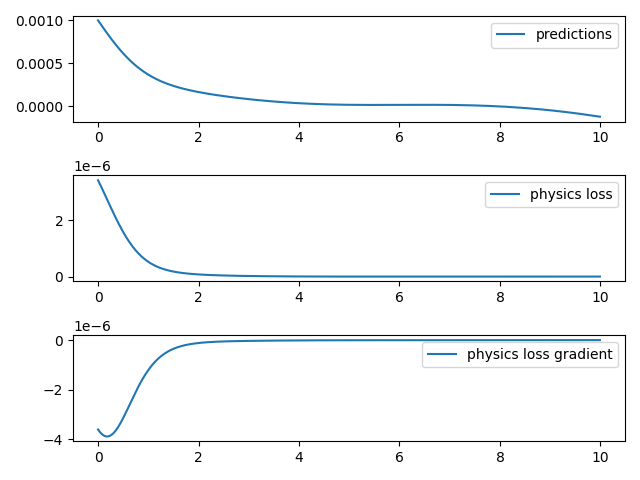 0.0010
0.0005
0.0000
predictions
0 2 4 6 8 10
1e−6
2
0
physics loss
0 2 4 6 8 10
1e−6
0
−2
−4
physics loss gradient
0 2 4 6 8 10